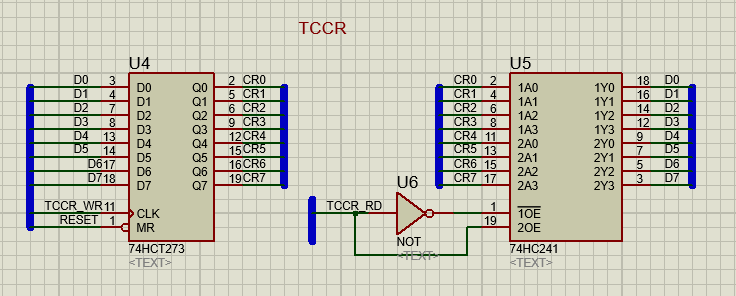 TCCR
U4
D0 3 D0 Q0 2 CR0
D1 4 D1 Q1 5 CR1
D2 7 D2 Q2 6 CR2
D3 8 D3 Q3 9 CR3
D4 13 D4 Q4 12 CR4
D5 14 D5 Q5 15 CR5
D6 17 D6 Q6 16 CR6
D7 18 D7 Q7 19 CR7
TCCR_WR 11 CLK
RESET 1 MR
74HCT273
<TEXT>
TCCR_RD
U6
NOT
<TEXT>
U5
CR0 2 1A0 1Y0 18 D0
CR1 4 1A1 1Y1 16 D1
CR2 6 1A2 1Y2 14 D2
CR3 8 1A3 1Y3 12 D3
CR4 11 2A0 2Y0 9 D4
CR5 13 2A1 2Y1 7 D5
CR6 15 2A2 2Y2 5 D6
CR7 17 2A3 2Y3 3 D7
1 1OE
19 2OE
74HC241
<TEXT>